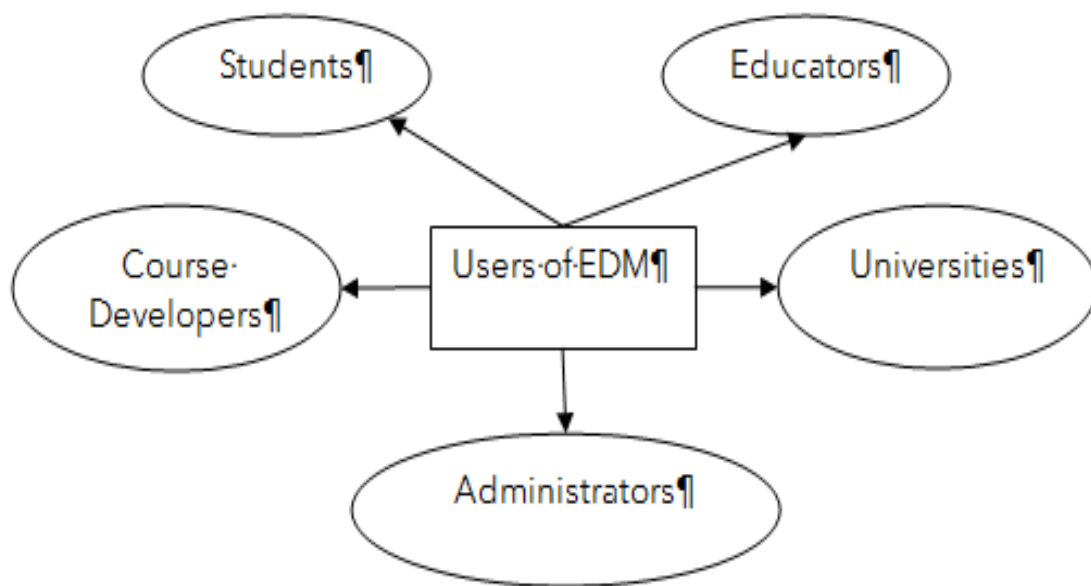 Students¶
Educators¶
Course·
Developers¶
Users·of·EDM¶
Universities¶
Administrators¶